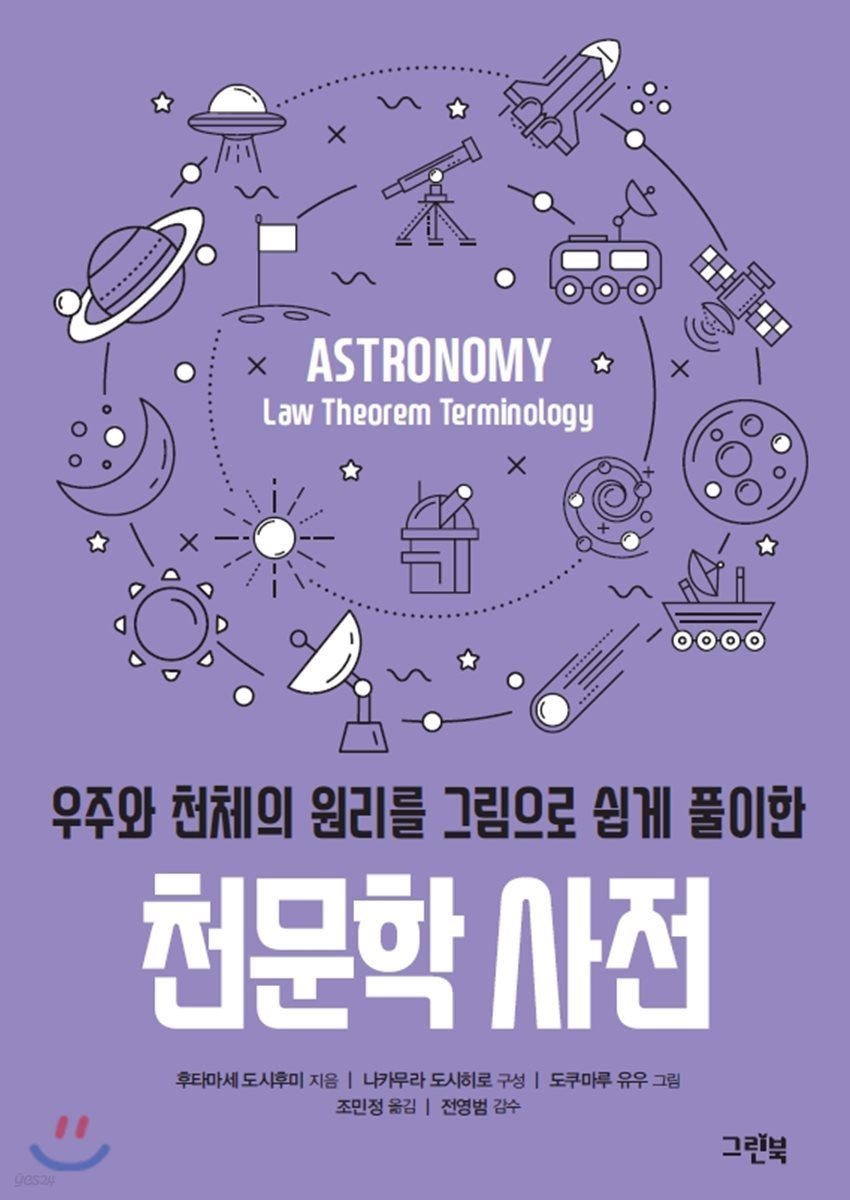 ASTRONOMY
Law Theorem Terminology
우주와 천체의 원리를 그림으로 쉽게 풀이한
천문학 사전
후타마세 도시후미 지음 | 나카무라 도시히로 구성 | 도쿠마루 유우 그림
조민정 옮김 | 전영범 감수
그린북
yes24